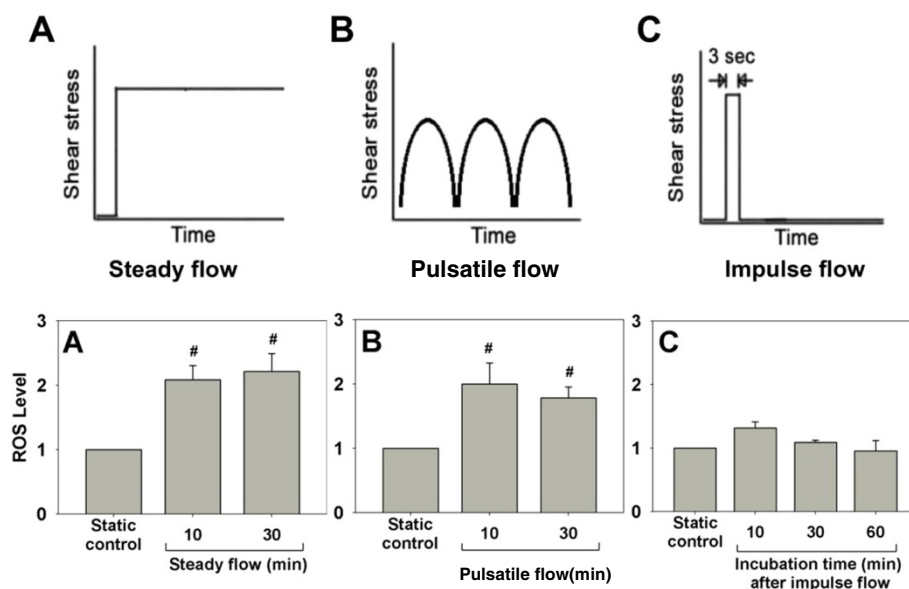 A
Shear stress
Time
Steady flow
B
Shear stress
Time
Pulsatile flow
C
3 sec
Shear stress
Time
Impulse flow
A
ROS Level
3
2
1
0
#
#
Static
control
10
30
Steady flow (min)
B
3
2
1
0
#
#
Static
control
10
30
Pulsatile flow(min)
C
3
2
1
0
Static
control
10
30
60
Incubation time (min)
after impulse flow